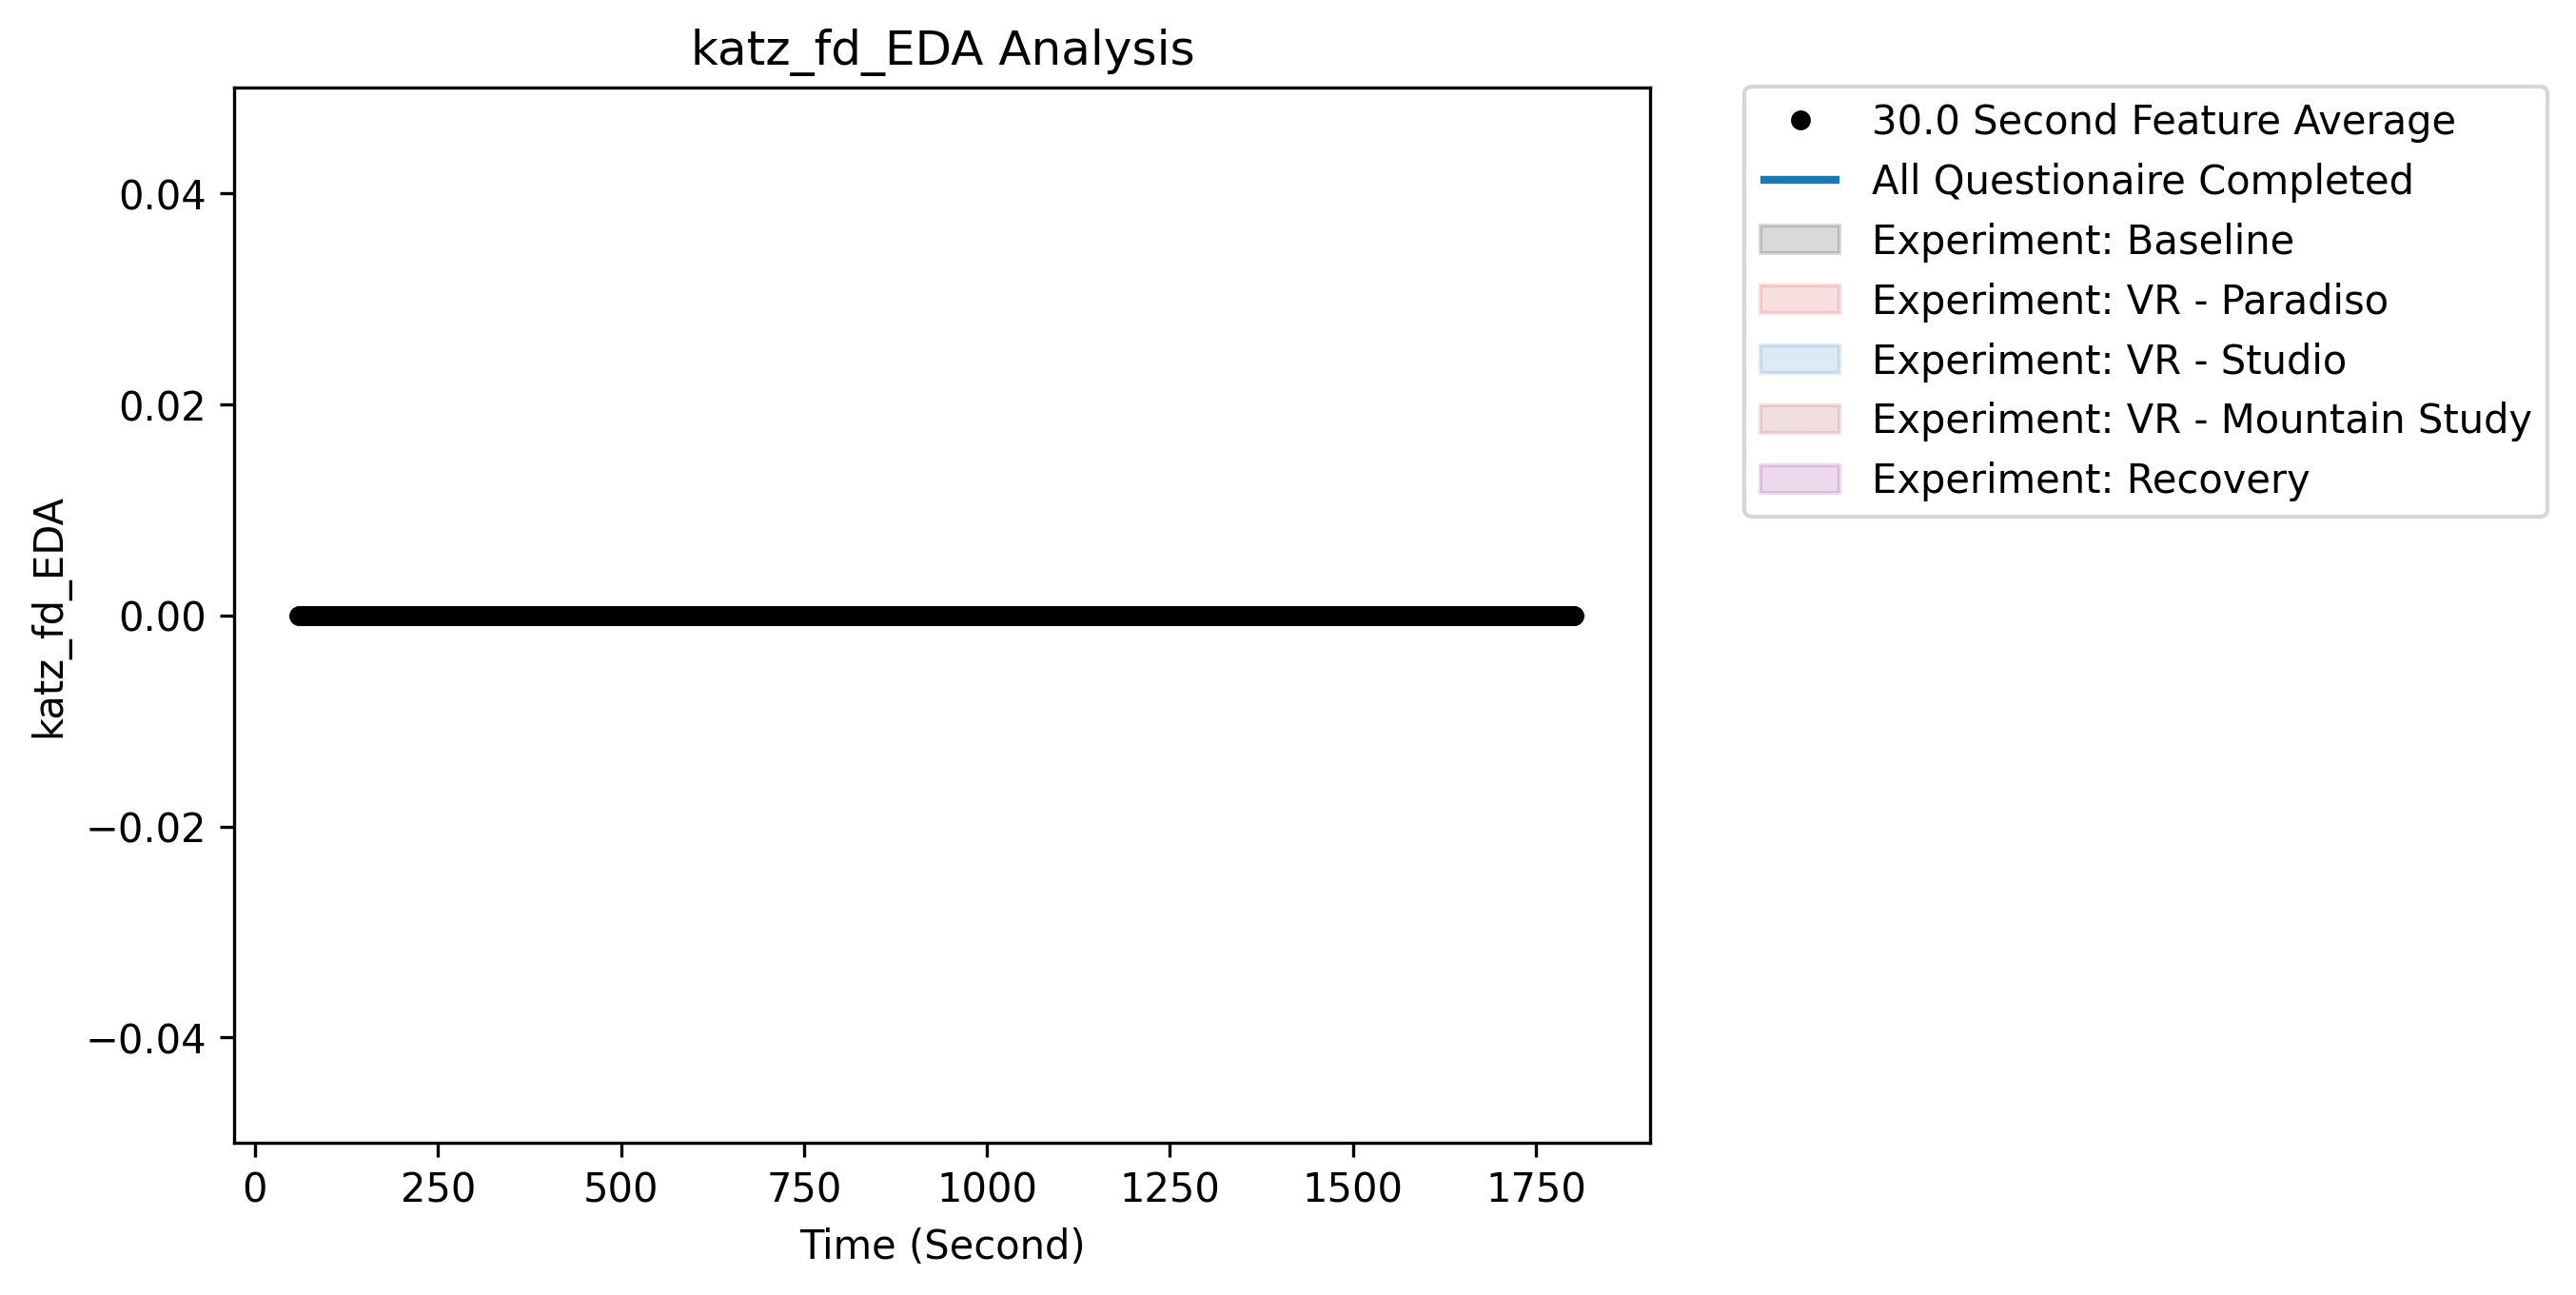 katz_fd_EDA Analysis
30.0 Second Feature Average
All Questionaire Completed
Experiment: Baseline
Experiment: VR - Paradiso
Experiment: VR - Studio
Experiment: VR - Mountain Study
Experiment: Recovery
katz_fd_EDA
0.04
0.02
0.00
−0.02
−0.04
0 250 500 750 1000 1250 1500 1750
Time (Second)